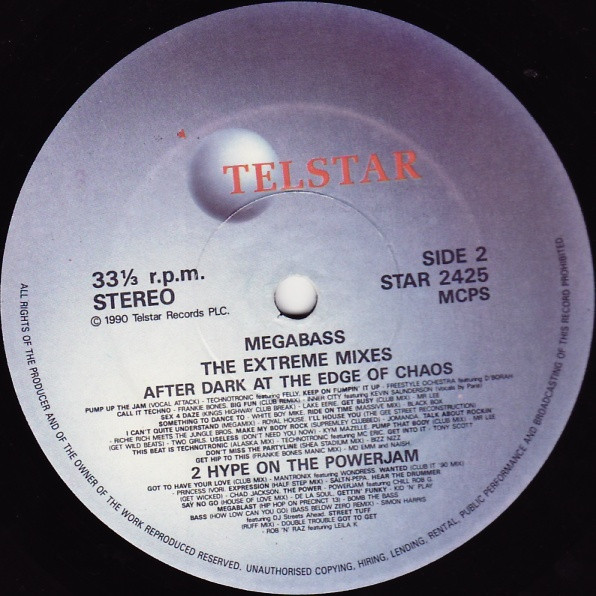 TELSTAR
33⅓ r.p.m.
STEREO
℗ 1990 Telstar Records PLC.
SIDE 2
STAR 2425
MCPS
MEGABASS
THE EXTREME MIXES
AFTER DARK AT THE EDGE OF CHAOS
PUMP UP THE JAM (VOCAL ATTACK) - TECHNOTRONIC featuring FELLY. KEEP ON PUMPIN' IT UP - FREESTYLE OCHESTRA featuring D'BORAH
CALL IT TECHNO - FRANKIE BONES. BIG FUN (CLUB REMIX) - INNER CITY featuring KEVIN SAUNDERSON (Vocals by Paris)
SEX 4 DAZE (KINGS HIGHWAY CLUB BREAK) - LAKE EERIE. GET BUSY (CLUB MIX) - MR LEE
SOMETHING TO DANCE TO - WHITE BOY MIKE. RIDE ON TIME (MASSIVE MIX) - BLACK BOX
I CAN'T QUITE UNDERSTAND (MEGAMIX) - ROYAL HOUSE. I'LL HOUSE YOU (THE GEE STREET RECONSTRUCTION)
- RICHIE RICH MEETS THE JUNGLE BROS. MAKE MY BODY ROCK (SUPREMELY CLUBBED) - JOMANDA. TALK ABOUT ROCKIN
(GET WILD BEATS) - TWO GIRLS. USELESS (DON'T NEED YOU NOW) - KYM MAZELLE. PUMP THAT BODY (CLUB MIX) - MR LEE
THIS BEAT IS TECHNOTRONIC (ALASKA MIX) - TECHNOTRONIC featuring MC ERIC. GET INTO IT - TONY SCOTT
DON'T MISS THE PARTYLINE (SHEA STADIUM MIX) - BIZZ NIZZ
GET HIP TO THIS (FRANKIE BONES MANIC MIX) - MD EMM and NAISH.
2 HYPE ON THE POWERJAM
GOT TO HAVE YOUR LOVE (CLUB MIX) - MANTRONIX featuring WONDRESS. WANTED (CLUB IT '90 MIX)
- PRINCESS IVORI. EXPRESSION (HALF STEP MIX) - SALT-N-PEPA. HEAR THE DRUMMER
(GET WICKED) - CHAD JACKSON. THE POWER - POWERJAM featuring CHILL ROB G.
SAY NO GO (HOUSE OF LOVE MIX) - DE LA SOUL. GETTIN' FUNKY - KID 'N' PLAY
MEGABLAST (HIP HOP ON PRECINCT 13) - BOMB THE BASS
BASS (HOW LOW CAN YOU GO) (BASS BELOW ZERO REMIX) - SIMON HARRIS
featuring DJ Streets Ahead. STREET TUFF
(RUFF MIX) - DOUBLE TROUBLE GOT TO GET
- ROB 'N' RAZ featuring LEILA K.
ALL RIGHTS OF THE PRODUCER AND OF THE OWNER OF THE WORK REPRODUCED RESERVED. UNAUTHORISED COPYING, HIRING, LENDING, RENTAL, PUBLIC PERFORMANCE AND BROADCASTING OF THIS RECORD PROHIBITED.